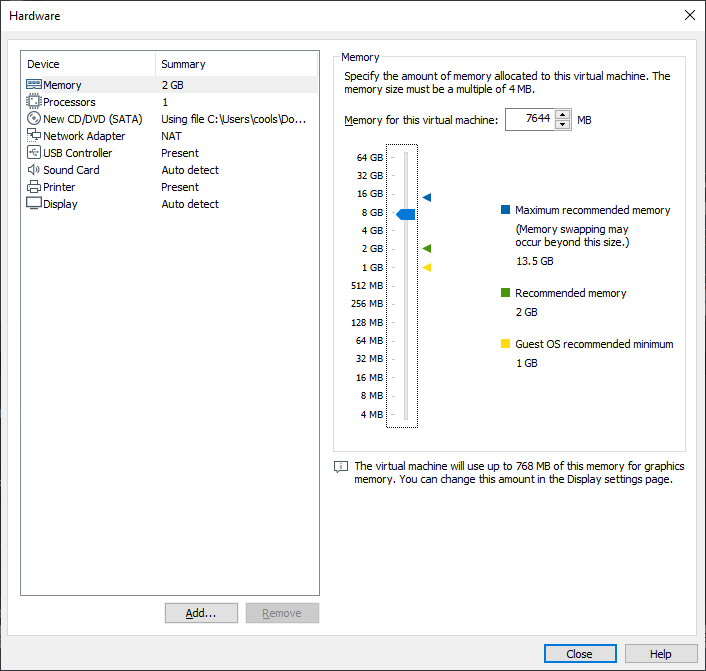 Hardware
Device Summary
Memory 2 GB
Processors 1
New CD/DVD (SATA) Using file C:\Users\cools\Do...
Network Adapter NAT
USB Controller Present
Sound Card Auto detect
Printer Present
Display Auto detect
Add...
Remove
Memory
Specify the amount of memory allocated to this virtual machine. The
memory size must be a multiple of 4 MB.
Memory for this virtual machine: 7644 MB
64 GB
32 GB
16 GB
8 GB
4 GB
2 GB
1 GB
512 MB
256 MB
128 MB
64 MB
32 MB
16 MB
8 MB
4 MB
Maximum recommended memory
(Memory swapping may
occur beyond this size.)
13.5 GB
Recommended memory
2 GB
Guest OS recommended minimum
1 GB
The virtual machine will use up to 768 MB of this memory for graphics
memory. You can change this amount in the Display settings page.
Close
Help